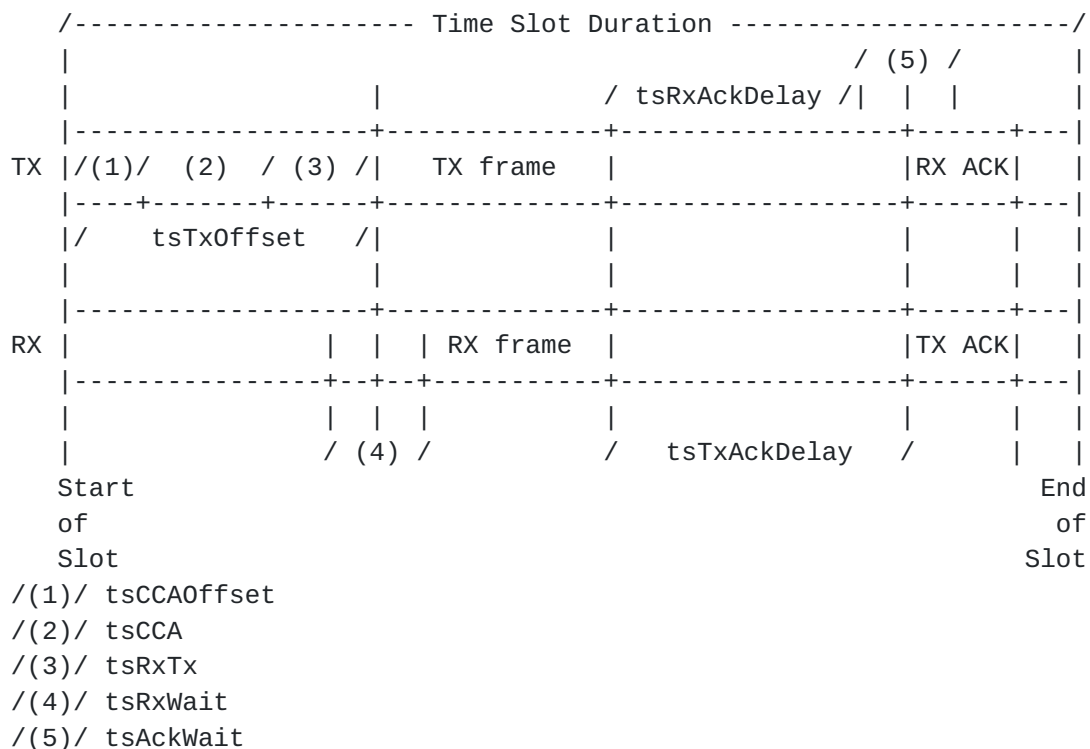 /---------------------- Time Slot Duration ----------------------/
|                                                  / (5) /       |
|                   |              / tsRxAckDelay /|  |  |       |
|-------------------+--------------+------------------+------+---|
TX |/(1)/  (2)  / (3) /|   TX frame   |                  |RX ACK|   |
|----+-------+------+--------------+------------------+------+---|
|/    tsTxOffset   /|              |                  |      |   |
|                   |              |                  |      |   |
|-------------------+--------------+------------------+------+---|
RX |                |  |  | RX frame  |                  |TX ACK|   |
|----------------+--+--+-----------+------------------+------+---|
|                |  |  |           |                  |      |   |
|                / (4) /           /   tsTxAckDelay   /      |   |
Start                                                          End
of                                                              of
Slot                                                          Slot
/(1)/ tsCCAOffset
/(2)/ tsCCA
/(3)/ tsRxTx
/(4)/ tsRxWait
/(5)/ tsAckWait